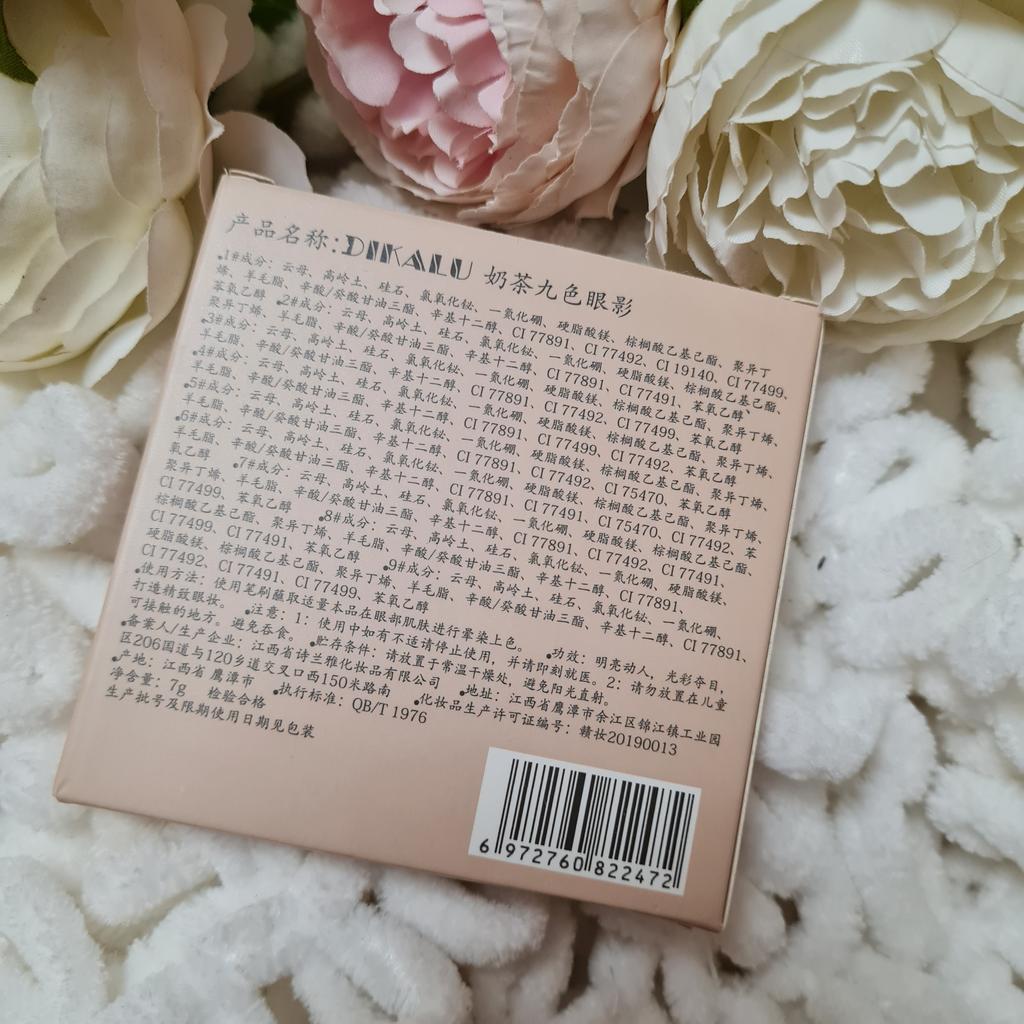 产品名称：DIKALU 奶茶九色眼影
•1#成分：云母、高岭土、硅石、氯氧化铋、一氮化硼、硬脂酸镁、棕榈酸乙基己酯、聚异丁
烯、羊毛脂、辛酸/癸酸甘油三酯、辛基十二醇、CI 77891、CI 77492、CI 19140、CI 77499、
苯氧乙醇 •2#成分：云母、高岭土、硅石、氯氧化铋、一氮化硼、硬脂酸镁、棕榈酸乙基己酯、
聚异丁烯、羊毛脂、辛酸/癸酸甘油三酯、辛基十二醇、CI 77891、CI 77491、苯氧乙醇
•3#成分：云母、高岭土、硅石、氯氧化铋、一氮化硼、硬脂酸镁、棕榈酸乙基己酯、聚异丁烯、
羊毛脂、辛酸/癸酸甘油三酯、辛基十二醇、CI 77891、CI 77492、CI 77499、苯氧乙醇
•4#成分：云母、高岭土、硅石、氯氧化铋、一氮化硼、硬脂酸镁、棕榈酸乙基己酯、聚异丁烯、
羊毛脂、辛酸/癸酸甘油三酯、辛基十二醇、CI 77891、CI 77499、CI 77492、苯氧乙醇
•5#成分：云母、高岭土、硅石、氯氧化铋、一氮化硼、硬脂酸镁、棕榈酸乙基己酯、聚异丁烯、
羊毛脂、辛酸/癸酸甘油三酯、辛基十二醇、CI 77891、CI 77492、CI 75470、苯氧乙醇
•6#成分：云母、高岭土、硅石、氯氧化铋、一氮化硼、硬脂酸镁、棕榈酸乙基己酯、聚异丁烯、
羊毛脂、辛酸/癸酸甘油三酯、辛基十二醇、CI 77891、CI 77491、CI 75470、CI 77492、苯
氧乙醇 •7#成分：云母、高岭土、硅石、氯氧化铋、一氮化硼、硬脂酸镁、棕榈酸乙基己酯、
聚异丁烯、羊毛脂、辛酸/癸酸甘油三酯、辛基十二醇、CI 77891、CI 77492、CI 77491、
CI 77499、苯氧乙醇 •8#成分：云母、高岭土、硅石、氯氧化铋、一氮化硼、硬脂酸镁、
棕榈酸乙基己酯、聚异丁烯、羊毛脂、辛酸/癸酸甘油三酯、辛基十二醇、CI 77891、
CI 77499、CI 77491、苯氧乙醇 •9#成分：云母、高岭土、硅石、氯氧化铋、一氮化硼、
硬脂酸镁、棕榈酸乙基己酯、聚异丁烯、羊毛脂、辛酸/癸酸甘油三酯、辛基十二醇、CI 77891、
CI 77492、CI 77491、CI 77499、苯氧乙醇
•使用方法：使用笔刷蘸取适量本品在眼部肌肤进行晕染上色。 •功效：明亮动人，光彩夺目，
打造精致眼妆。 •注意：1：使用中如有不适请停止使用，并请即刻就医。2：请勿放置在儿童
可接触的地方。避免吞食。 •贮存条件：请放置于常温干燥处，避免阳光直射。
•备案人/生产企业：江西省诗兰雅化妆品有限公司 •地址：江西省鹰潭市余江区锦江镇工业园
区206国道与120乡道交叉口西150米路南 •化妆品生产许可证编号：赣妆20190013
•产地：江西省 鹰潭市 •执行标准：QB/T 1976
净含量：7g 检验合格
生产批号及限期使用日期见包装
6 972760 822472